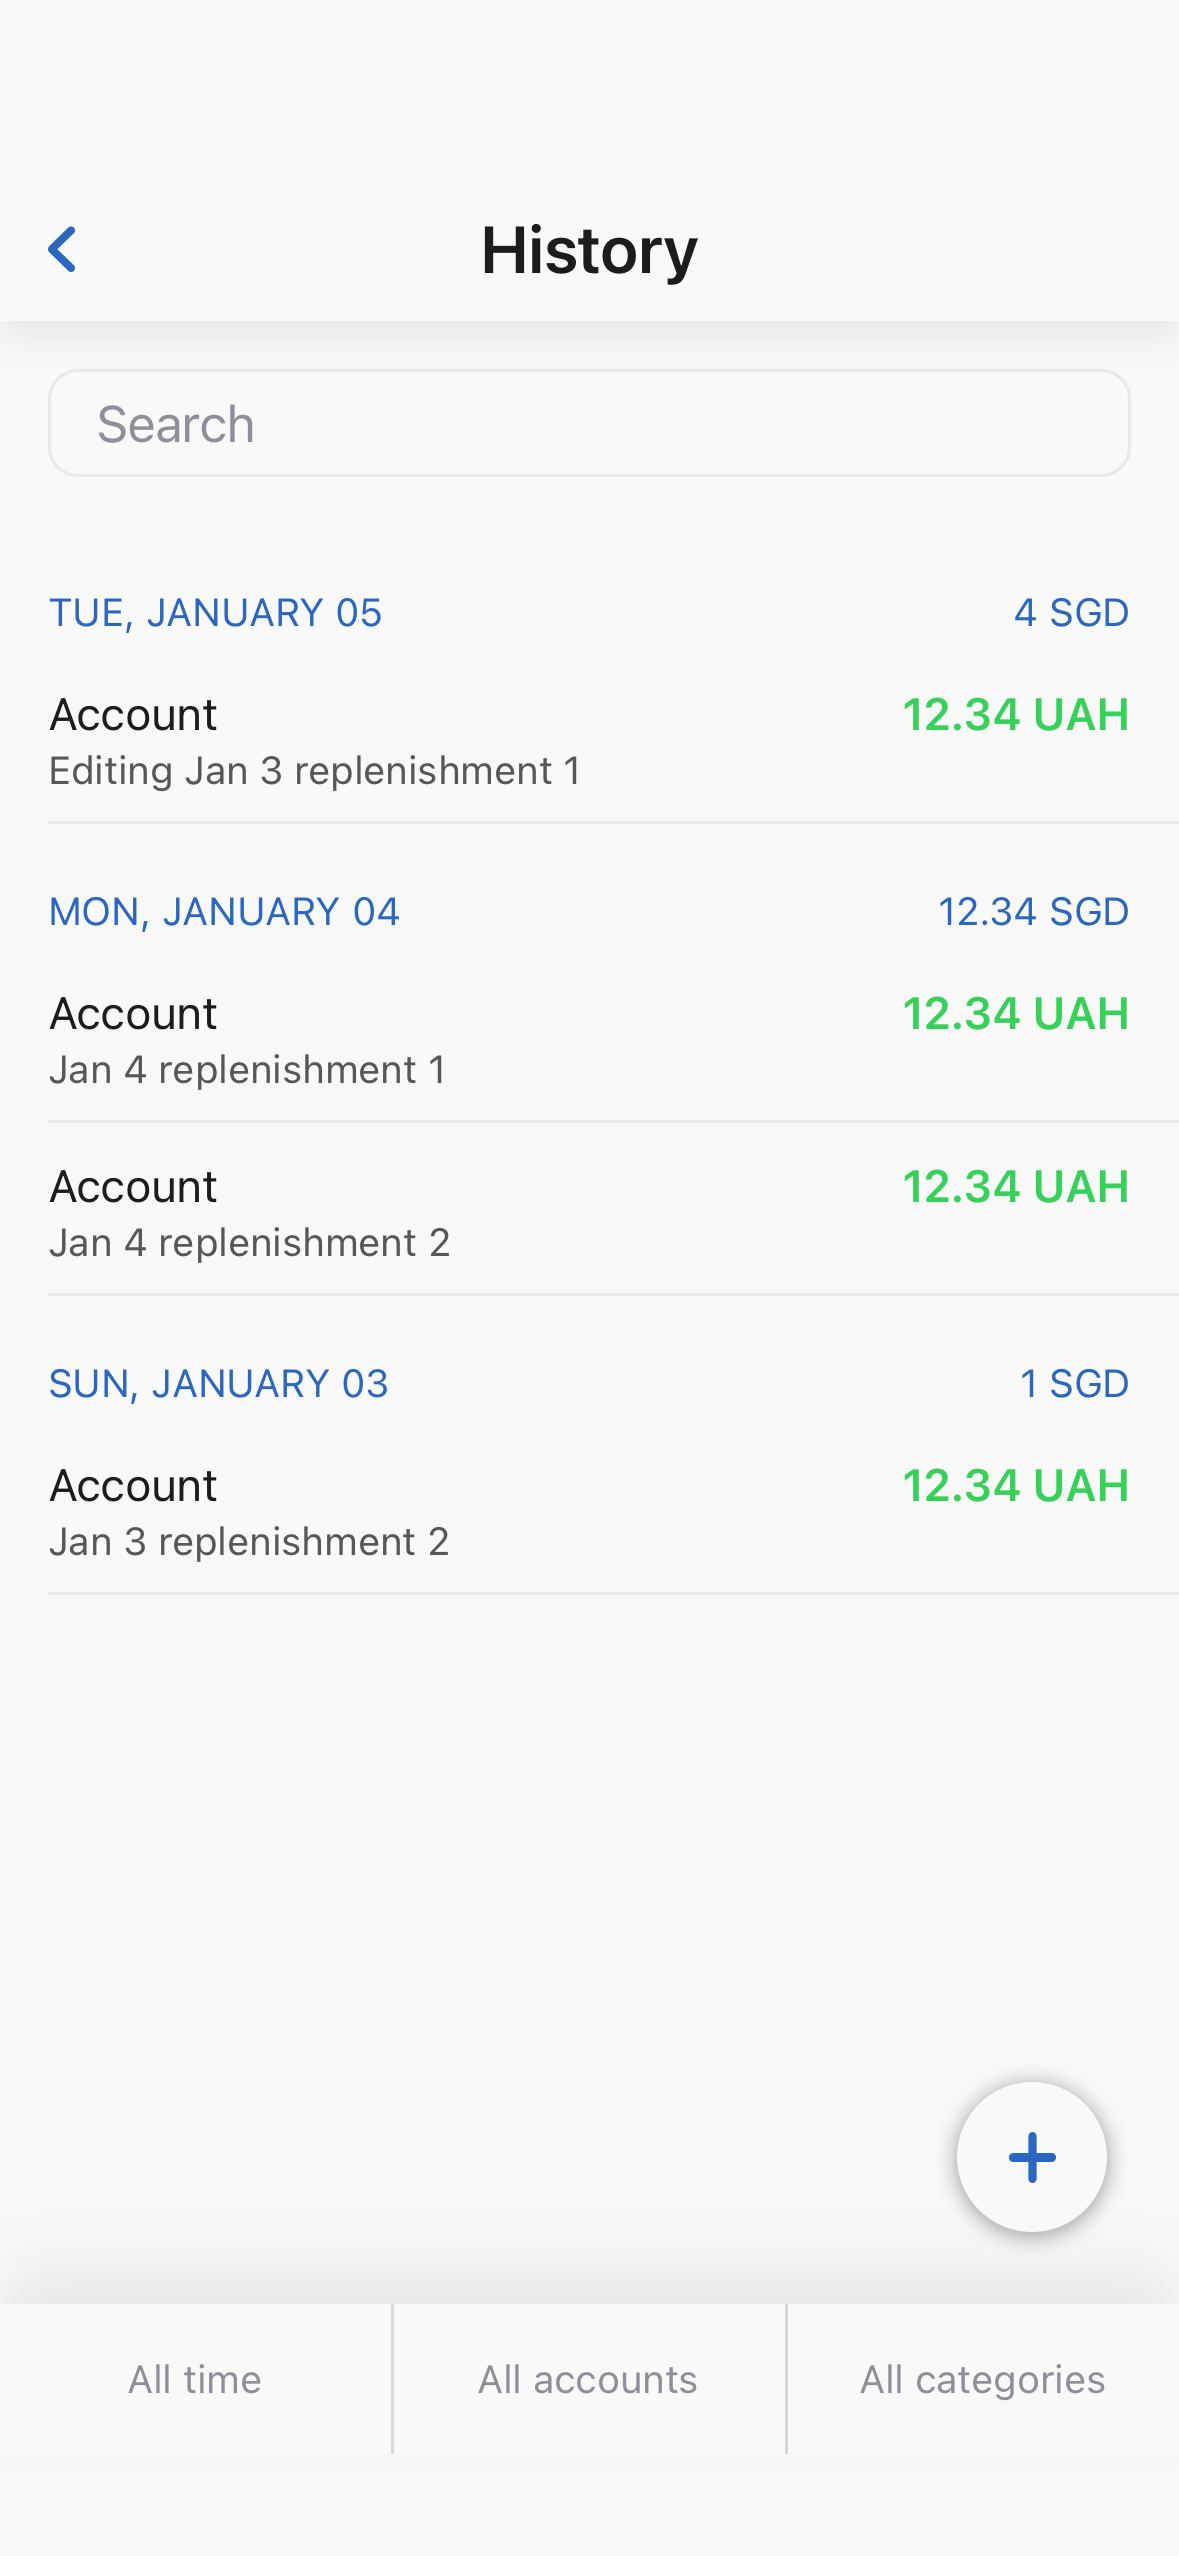 History
Search
TUE, JANUARY 05 4 SGD
Account 12.34 UAH
Editing Jan 3 replenishment 1
MON, JANUARY 04 12.34 SGD
Account 12.34 UAH
Jan 4 replenishment 1
Account 12.34 UAH
Jan 4 replenishment 2
SUN, JANUARY 03 1 SGD
Account 12.34 UAH
Jan 3 replenishment 2
All time All accounts All categories